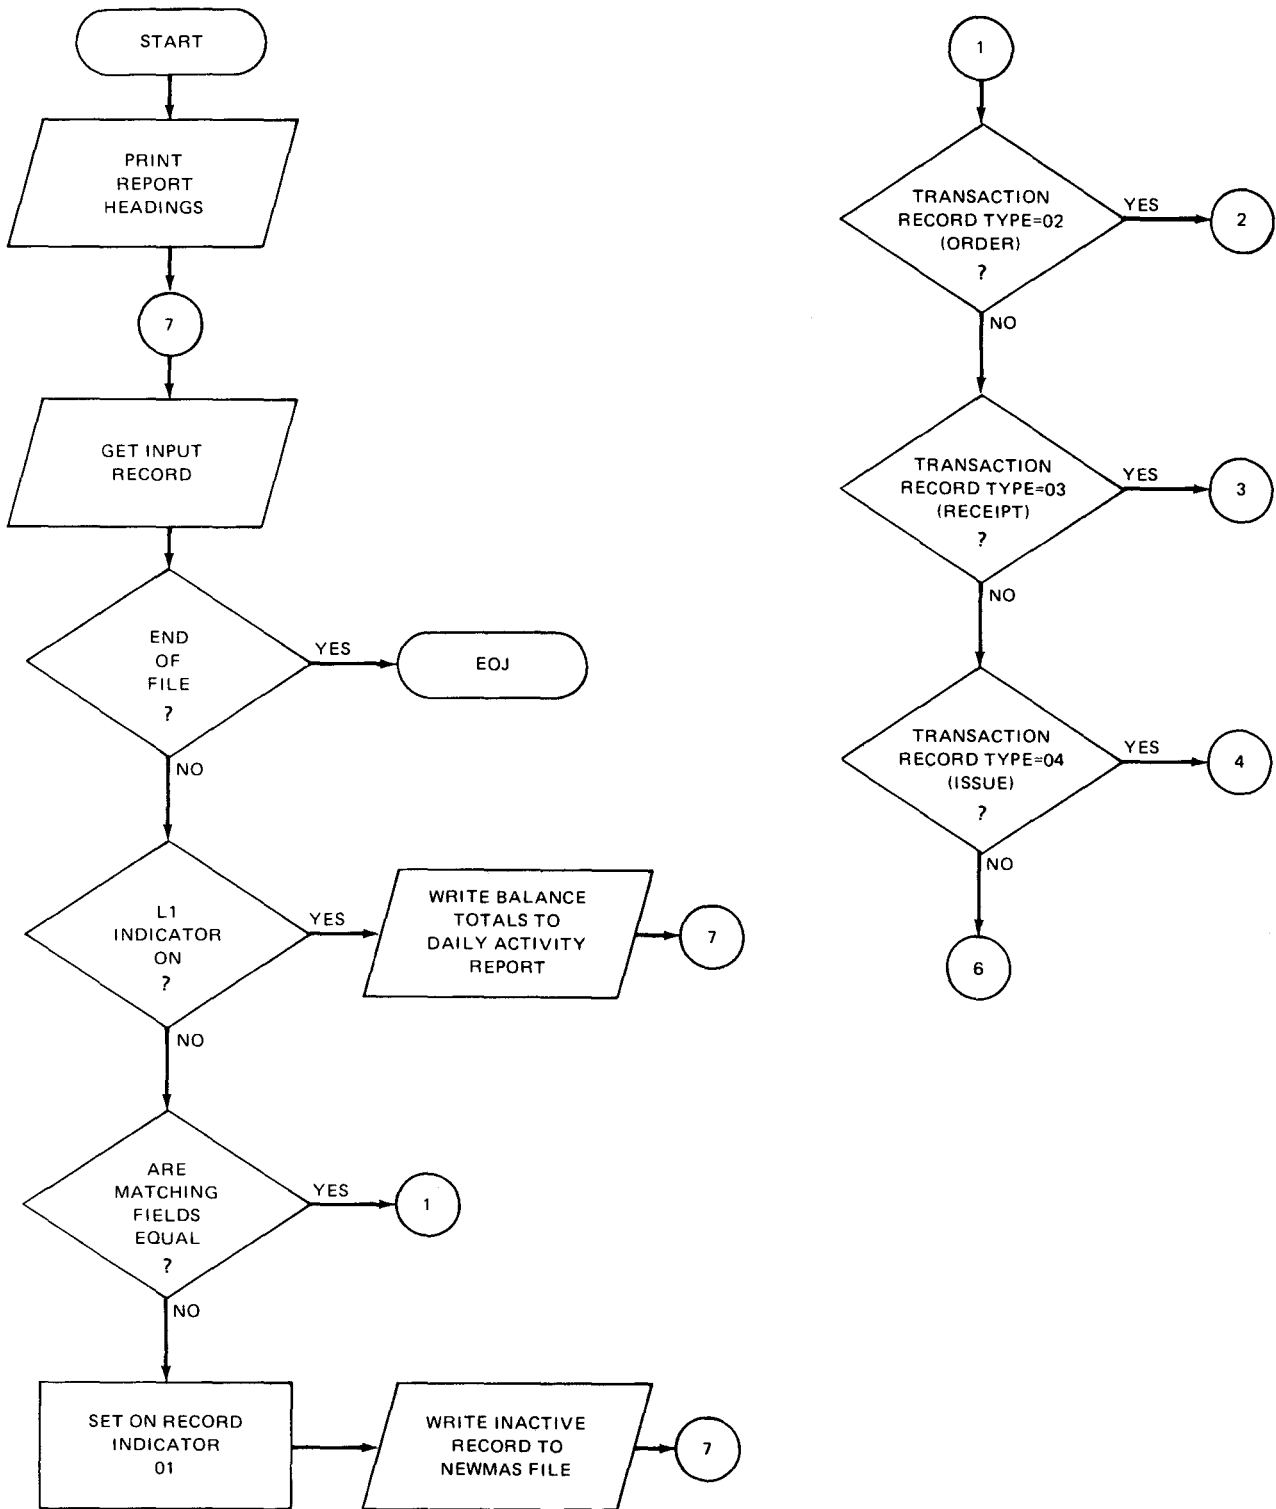 START
PRINT
REPORT
HEADINGS
7
GET INPUT
RECORD
END
OF
FILE
?
YES
EOJ
NO
L1
INDICATOR
ON
?
YES
WRITE BALANCE
TOTALS TO
DAILY ACTIVITY
REPORT
7
NO
ARE
MATCHING
FIELDS
EQUAL
?
YES
1
NO
SET ON RECORD
INDICATOR
01
WRITE INACTIVE
RECORD TO
NEWMAS FILE
7
1
TRANSACTION
RECORD TYPE=02
(ORDER)
?
YES
2
NO
TRANSACTION
RECORD TYPE=03
(RECEIPT)
?
YES
3
NO
TRANSACTION
RECORD TYPE=04
(ISSUE)
?
YES
4
NO
6